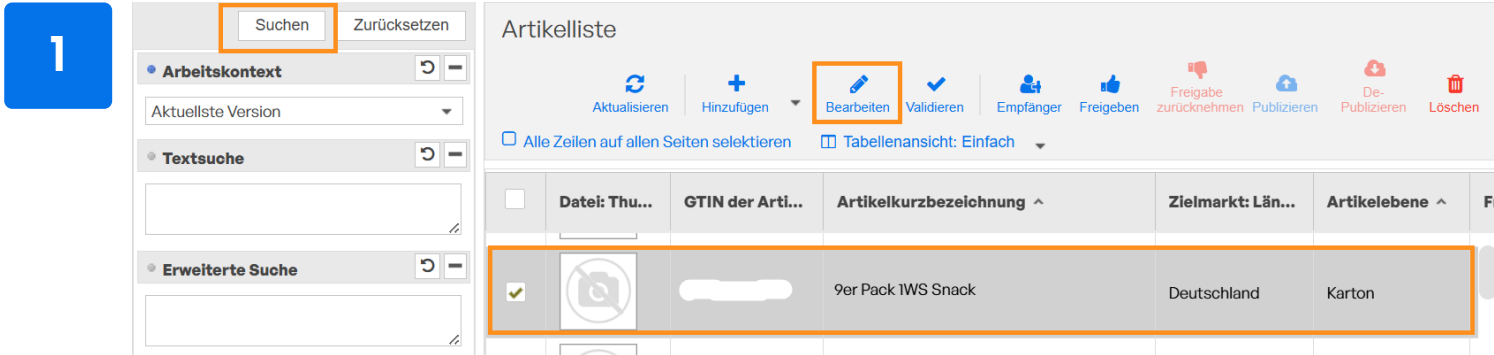 1
Suchen
Zurücksetzen
Arbeitskontext
Aktuellste Version
Textsuche
Erweiterte Suche
Artikelliste
Aktualisieren
Hinzufügen
Bearbeiten
Validieren
Empfänger
Freigeben
Freigabe
zurücknehmen
Publizieren
De-
Publizieren
Löschen
Alle Zeilen auf allen Seiten selektieren
Tabellenansicht: Einfach
Datei: Thu...
GTIN der Arti...
Artikelkurzbezeichnung
Zielmarkt: Län...
Artikelebene
9er Pack 1WS Snack
Deutschland
Karton